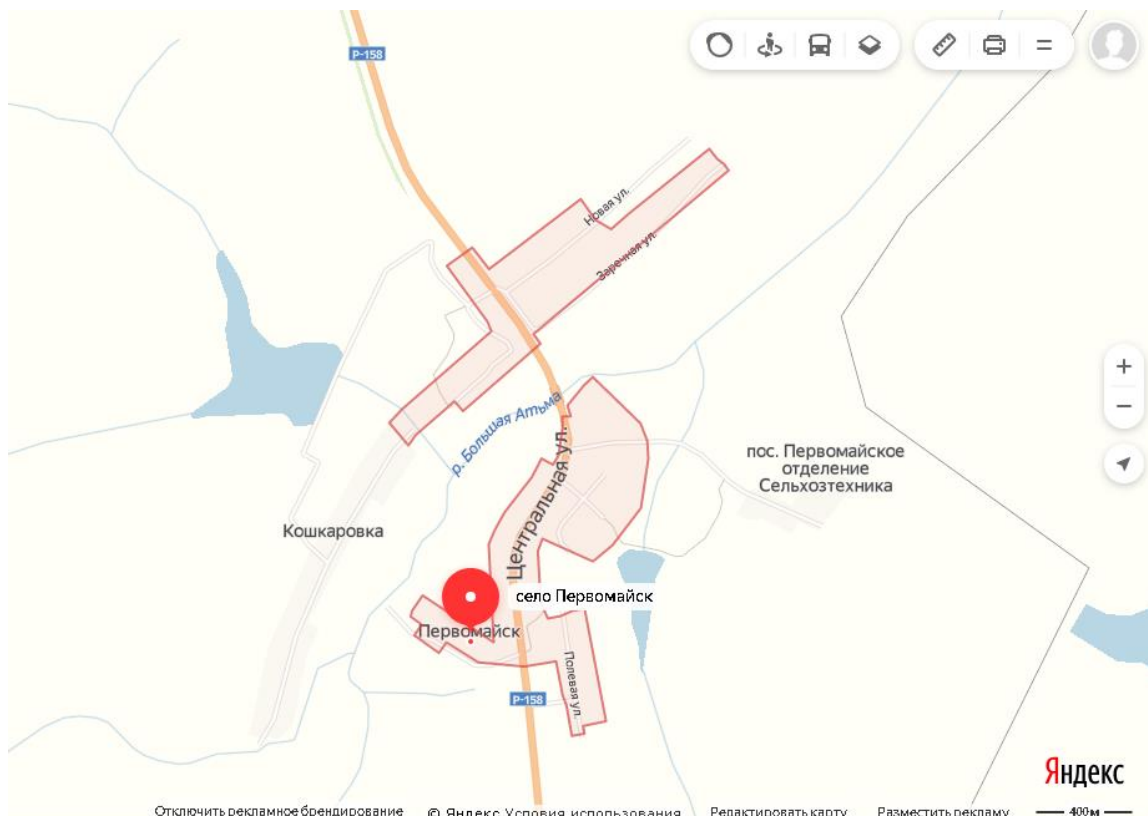 Р-158
Новая ул.
Заречная ул.
р. Большая Атьма
Центральная ул.
пос. Первомайское
отделение
Сельхозтехника
Кошкаровка
село Первомайск
Первомайск
Полевая ул.
Р-158
Яндекс
Отключить рекламное брендирование © Яндекс Условия использования Редактировать карту Разместить рекламу 400 м